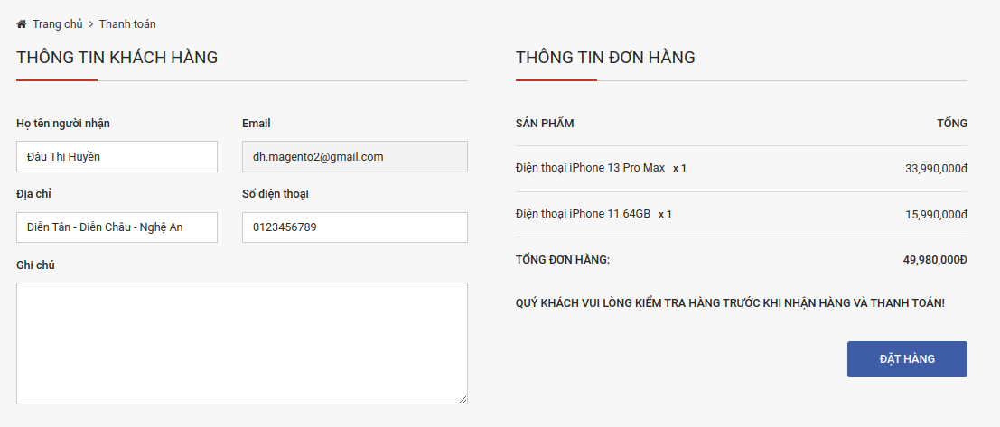 Trang chủ > Thanh toán
THÔNG TIN KHÁCH HÀNG
Họ tên người nhận Email
Đậu Thị Huyền dh.magento2@gmail.com
Địa chỉ Số điện thoại
Diễn Tân - Diễn Châu - Nghệ An 0123456789
Ghi chú
THÔNG TIN ĐƠN HÀNG
SẢN PHẨM TỔNG
Điện thoại iPhone 13 Pro Max x 1 33,990,000đ
Điện thoại iPhone 11 64GB x 1 15,990,000đ
TỔNG ĐƠN HÀNG: 49,980,000Đ
QUÝ KHÁCH VUI LÒNG KIỂM TRA HÀNG TRƯỚC KHI NHẬN HÀNG VÀ THANH TOÁN!
ĐẶT HÀNG